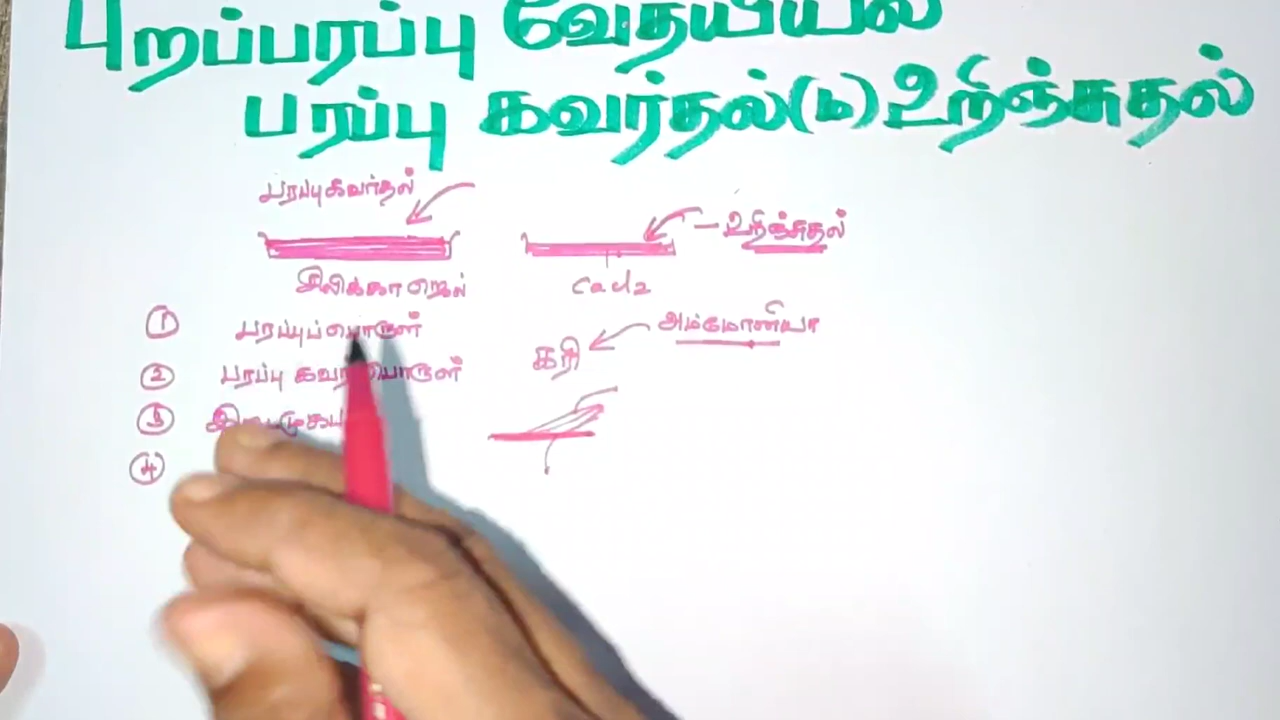 புறப்பரப்பு வேதியியல்
பரப்பு கவர்தல்(ம்) உறிஞ்சுதல்
பரப்புகவர்தல்
உறிஞ்சுதல்
சிலிக்கா ஜெல்
CaCl2
① பரப்புப்பொருள்
அம்மோனியா
கரி
② பரப்பு கவர் பொருள்
③
④